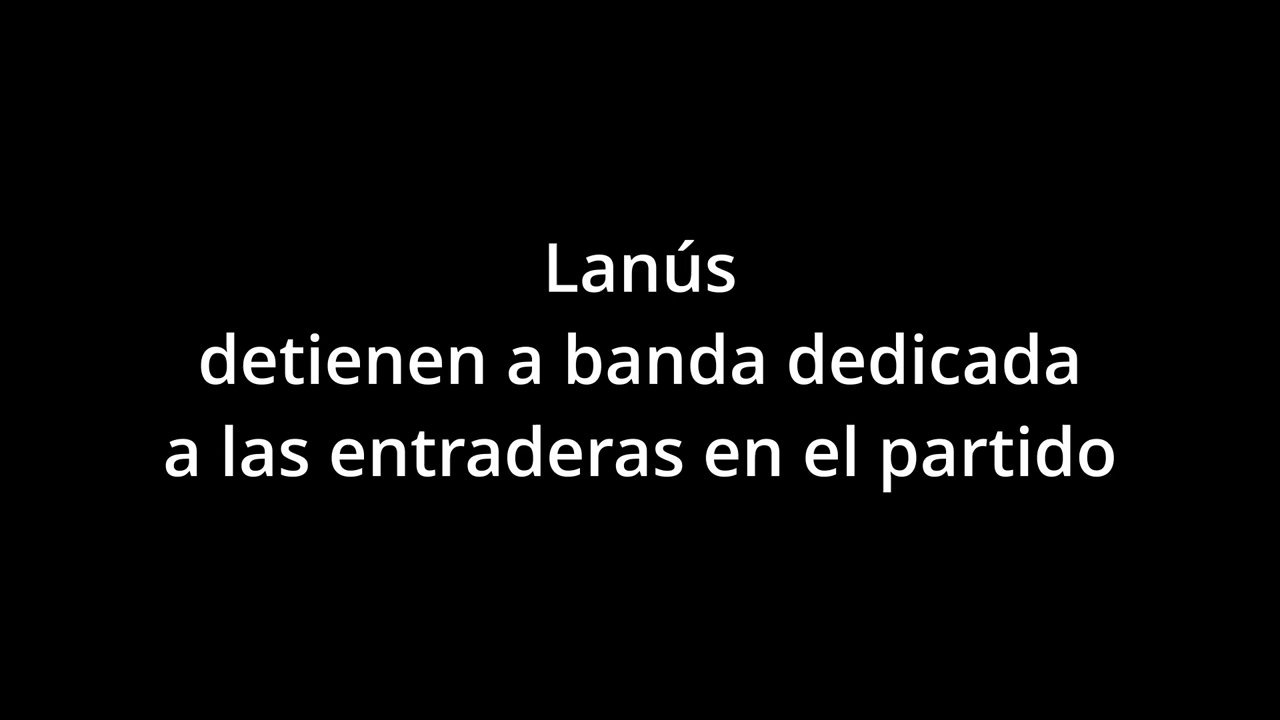 Lanús
detienen a banda dedicada
a las entraderas en el partido